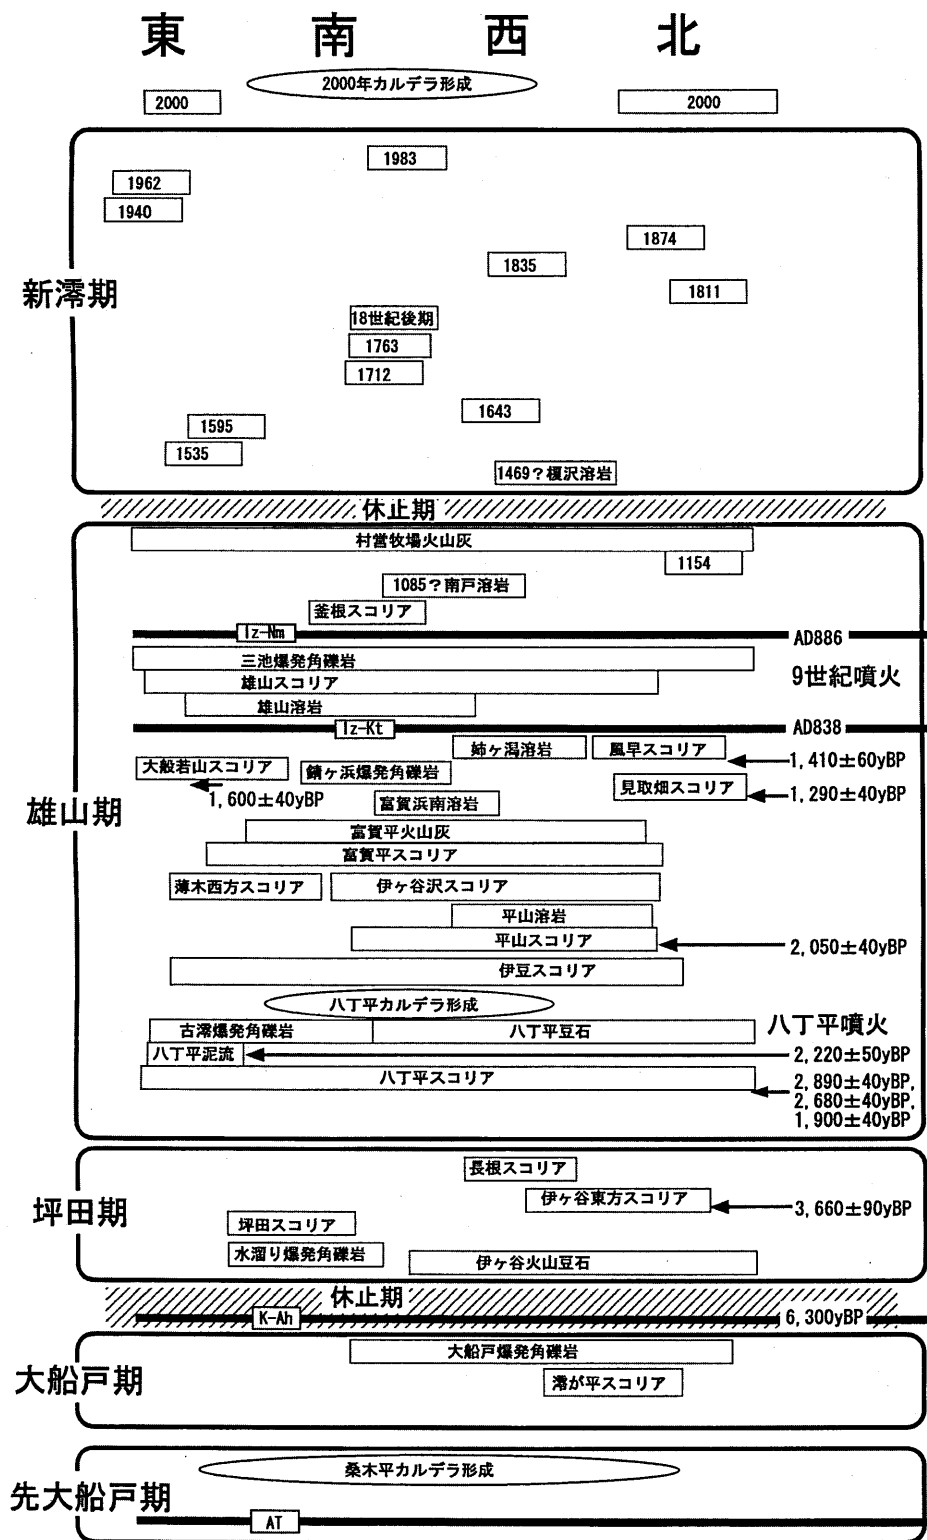 東 南 西 北
2000年カルデラ形成
2000
2000
新澪期
1983
1962
1940
1874
1835
1811
18世紀後期
1763
1712
1643
1595
1535
1469？榎沢溶岩
休止期
雄山期
村営牧場火山灰
1154
1085？南戸溶岩
釜根スコリア
Iz-Nm
AD886
三池爆発角礫岩
9世紀噴火
雄山スコリア
雄山溶岩
Iz-Kt
AD838
姉ヶ潟溶岩
風早スコリア
1,410±60yBP
大般若山スコリア
錆ヶ浜爆発角礫岩
1,600±40yBP
見取畑スコリア
1,290±40yBP
富賀浜南溶岩
富賀平火山灰
富賀平スコリア
薄木西方スコリア
伊ヶ谷沢スコリア
平山溶岩
平山スコリア
2,050±40yBP
伊豆スコリア
八丁平カルデラ形成
八丁平噴火
古澪爆発角礫岩
八丁平豆石
八丁平泥流
2,220±50yBP
八丁平スコリア
2,890±40yBP,
2,680±40yBP,
1,900±40yBP
坪田期
長根スコリア
伊ヶ谷東方スコリア
3,660±90yBP
坪田スコリア
水溜り爆発角礫岩
伊ヶ谷火山豆石
休止期
K-Ah
6,300yBP
大船戸期
大船戸爆発角礫岩
澪が平スコリア
先大船戸期
桑木平カルデラ形成
AT